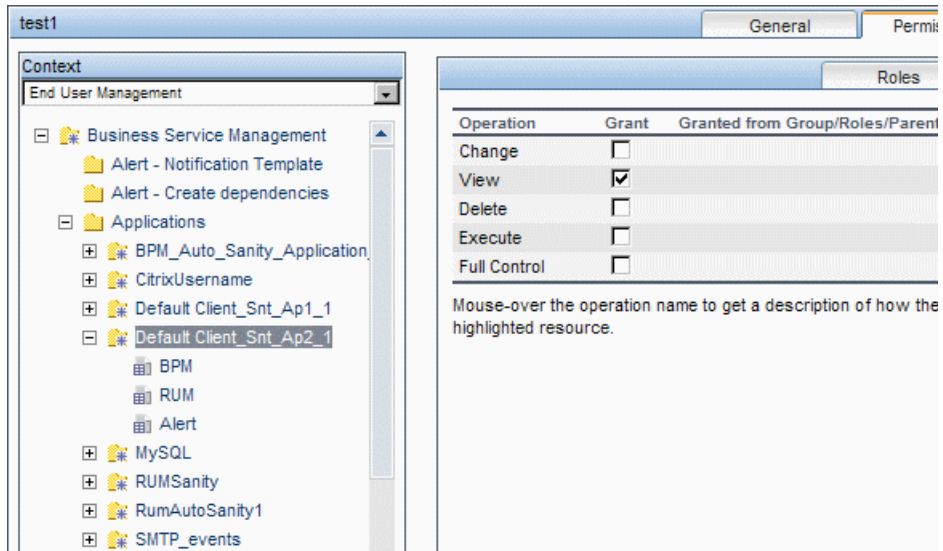 test1
General
Permis
Context
End User Management
Business Service Management
Alert - Notification Template
Alert - Create dependencies
Applications
BPM_Auto_Sanity_Application_
CitrixUsername
Default Client_Snt_Ap1_1
Default Client_Snt_Ap2_1
BPM
RUM
Alert
MySQL
RUMSanity
RumAutoSanity1
SMTP_events
Roles
Operation Grant Granted from Group/Roles/Parent
Change
View
Delete
Execute
Full Control
Mouse-over the operation name to get a description of how the
highlighted resource.